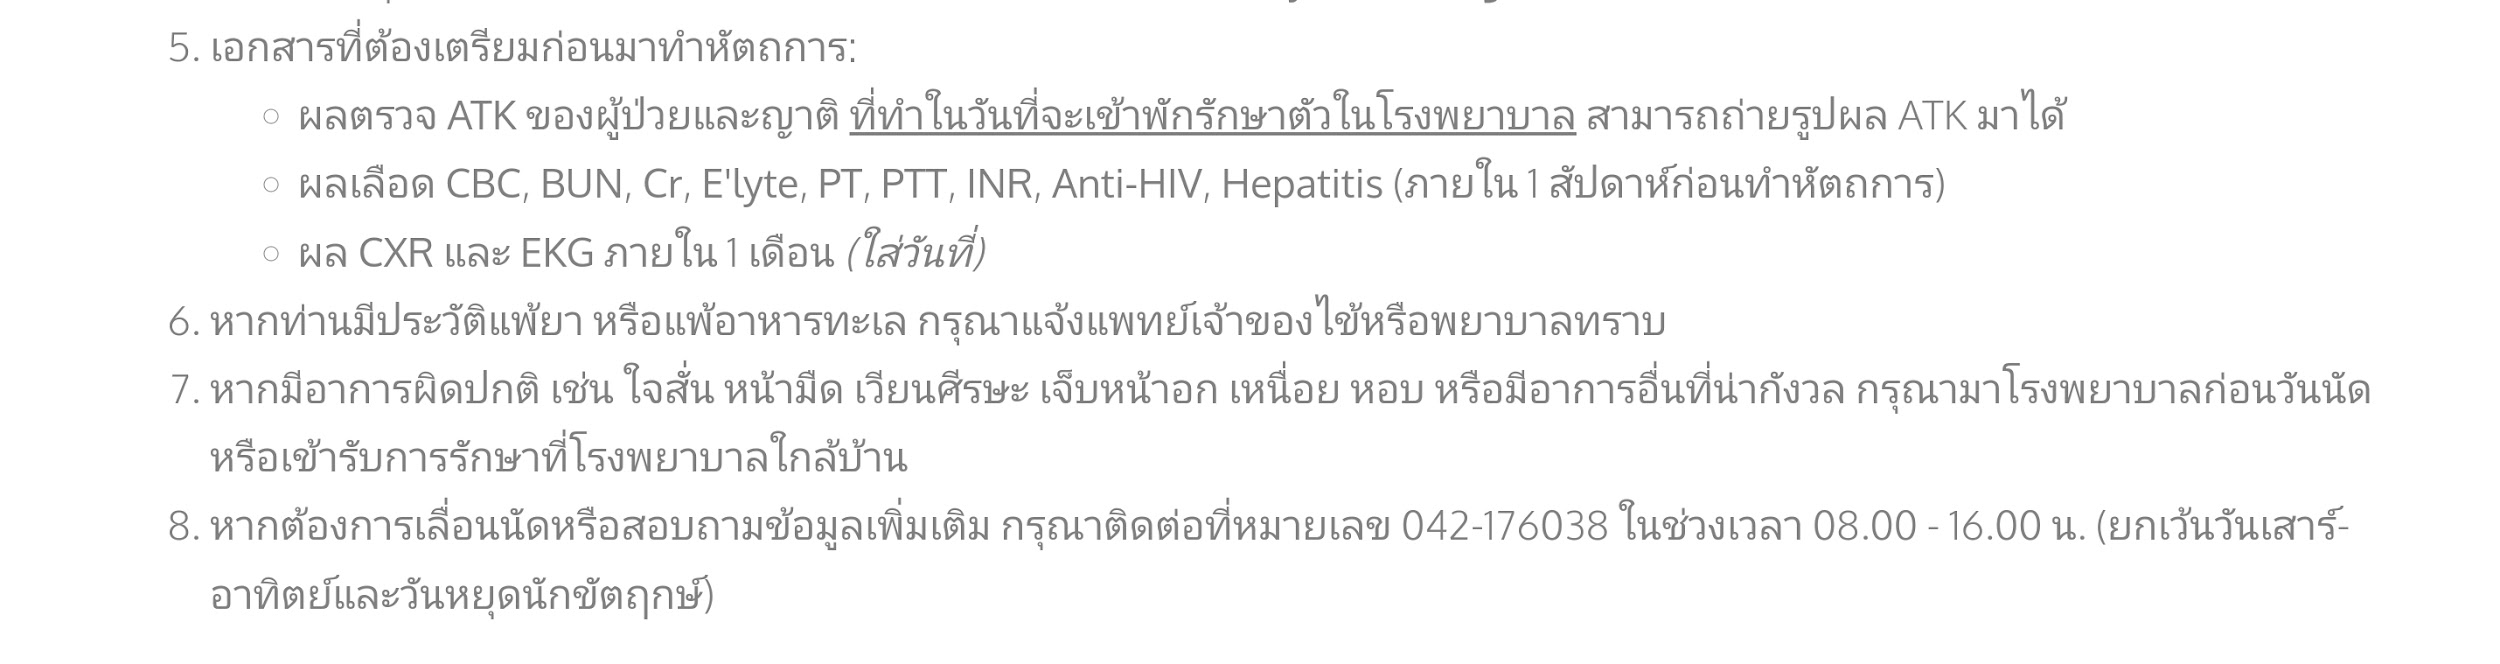 5. เอกสารที่ต้องเตรียมก่อนมาทำหัตถการ:
○ ผลตรวจ ATK ของผู้ป่วยและญาติ ที่ทำในวันที่จะเข้าพักรักษาตัวในโรงพยาบาล สามารถถ่ายรูปผล ATK มาได้
○ ผลเลือด CBC, BUN, Cr, E'lyte, PT, PTT, INR, Anti-HIV, Hepatitis (ภายใน 1 สัปดาห์ก่อนทำหัตถการ)
○ ผล CXR และ EKG ภายใน 1 เดือน (ใส่วันที่)
6. หากท่านมีประวัติแพ้ยา หรือแพ้อาหารทะเล กรุณาแจ้งแพทย์เจ้าของไข้หรือพยาบาลทราบ
7. หากมีอาการผิดปกติ เช่น ใจสั่น หน้ามืด เวียนศีรษะ เจ็บหน้าอก เหนื่อย หอบ หรือมีอาการอื่นที่น่ากังวล กรุณามาโรงพยาบาลก่อนวันนัด
หรือเข้ารับการรักษาที่โรงพยาบาลใกล้บ้าน
8. หากต้องการเลื่อนนัดหรือสอบถามข้อมูลเพิ่มเติม กรุณาติดต่อที่หมายเลข 042-176038 ในช่วงเวลา 08.00 - 16.00 น. (ยกเว้นวันเสาร์-
อาทิตย์และวันหยุดนักขัตฤกษ์)